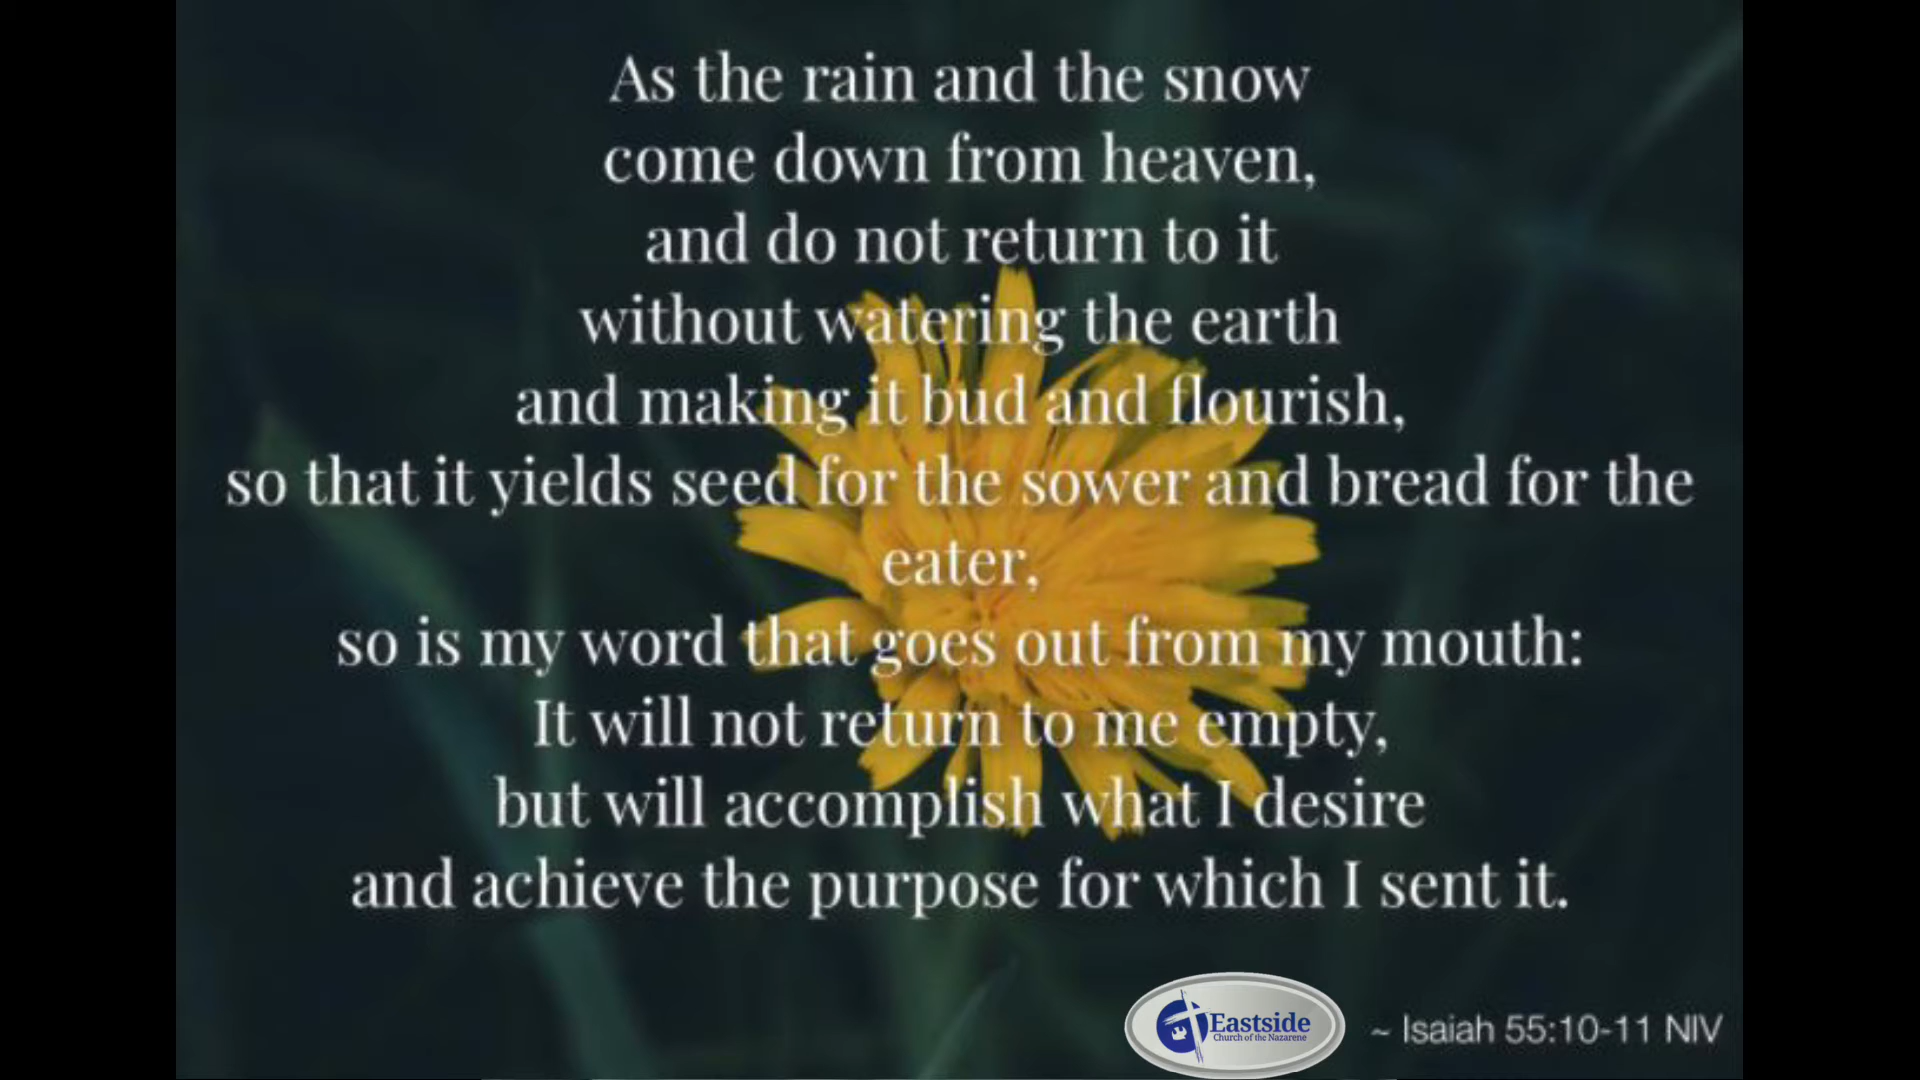 As the rain and the snow
come down from heaven,
and do not return to it
without watering the earth
and making it bud and flourish,
so that it yields seed for the sower and bread for the
eater,
so is my word that goes out from my mouth:
It will not return to me empty,
but will accomplish what I desire
and achieve the purpose for which I sent it.
Eastside
Church of the Nazarene
~ Isaiah 55:10-11 NIV